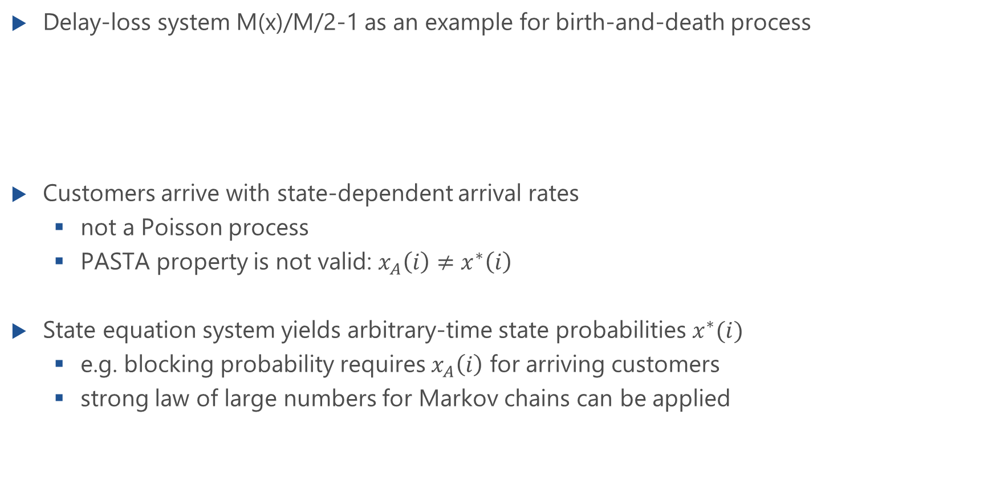 Delay-loss system M(x)/M/2-1 as an example for birth-and-death process
Customers arrive with state-dependent arrival rates
not a Poisson process
PASTA property is not valid: x_A(i) ≠ x*(i)
State equation system yields arbitrary-time state probabilities x*(i)
e.g. blocking probability requires x_A(i) for arriving customers
strong law of large numbers for Markov chains can be applied